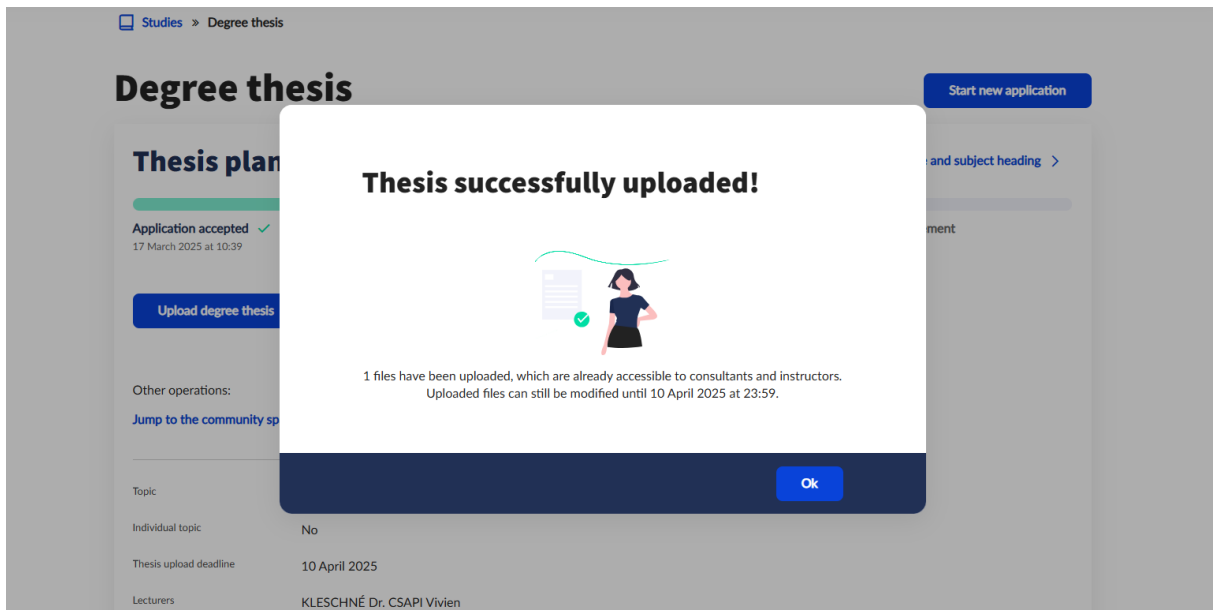 Studies » Degree thesis
Degree thesis
Start new application
Thesis plan
and subject heading >
Thesis successfully uploaded!
Application accepted ✓
17 March 2025 at 10:39
Upload degree thesis
1 files have been uploaded, which are already accessible to consultants and instructors.
Uploaded files can still be modified until 10 April 2025 at 23:59.
Other operations:
Jump to the community
Ok
Topic
Individual topic No
Thesis upload deadline 10 April 2025
Lecturers KLESCHNÉ Dr. CSAPI Vivien